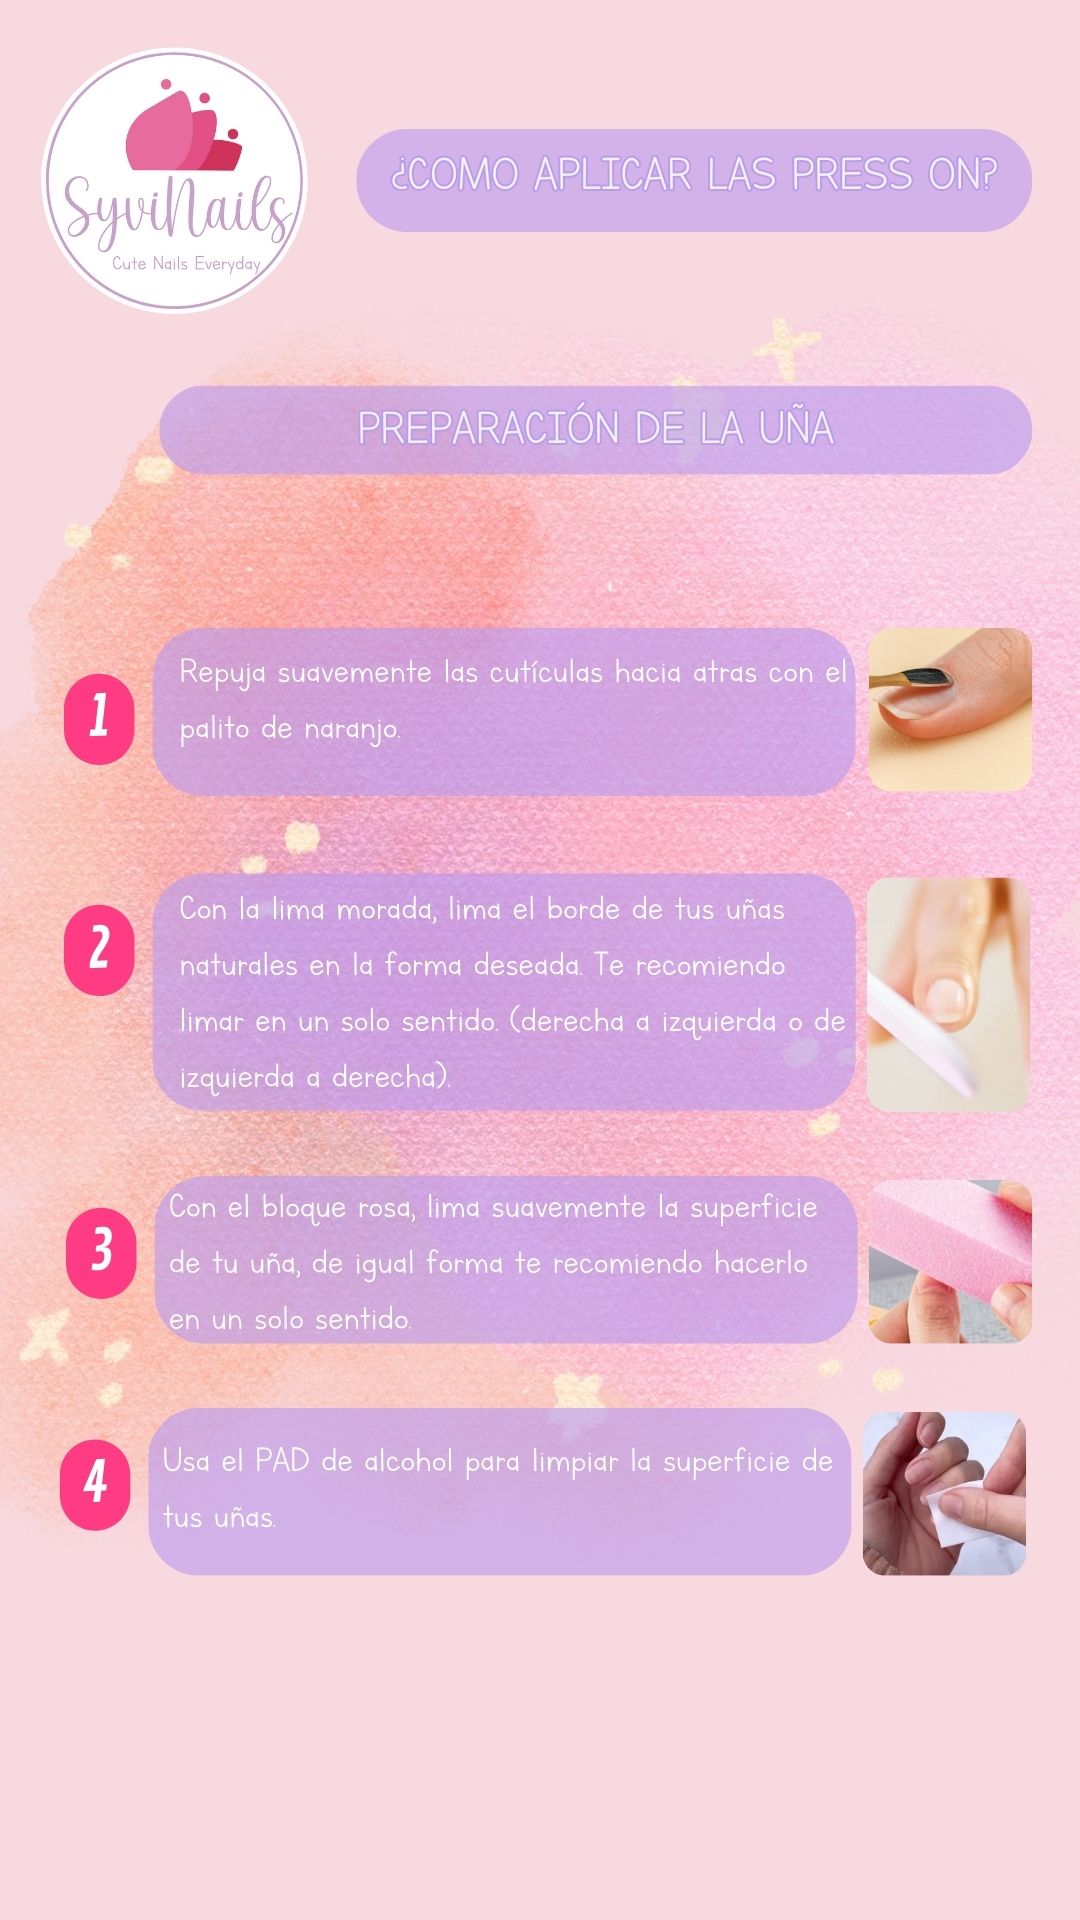 SyviNails
Cute Nails Everyday
¿COMO APLICAR LAS PRESS ON?
PREPARACIÓN DE LA UÑA
1
Repuja suavemente las cutículas hacia atras con el
palito de naranjo.
2
Con la lima morada, lima el borde de tus uñas
naturales en la forma deseada. Te recomiendo
limar en un solo sentido. (derecha a izquierda o de
izquierda a derecha).
3
Con el bloque rosa, lima suavemente la superficie
de tu uña, de igual forma te recomiendo hacerlo
en un solo sentido.
4
Usa el PAD de alcohol para limpiar la superficie de
tus uñas.